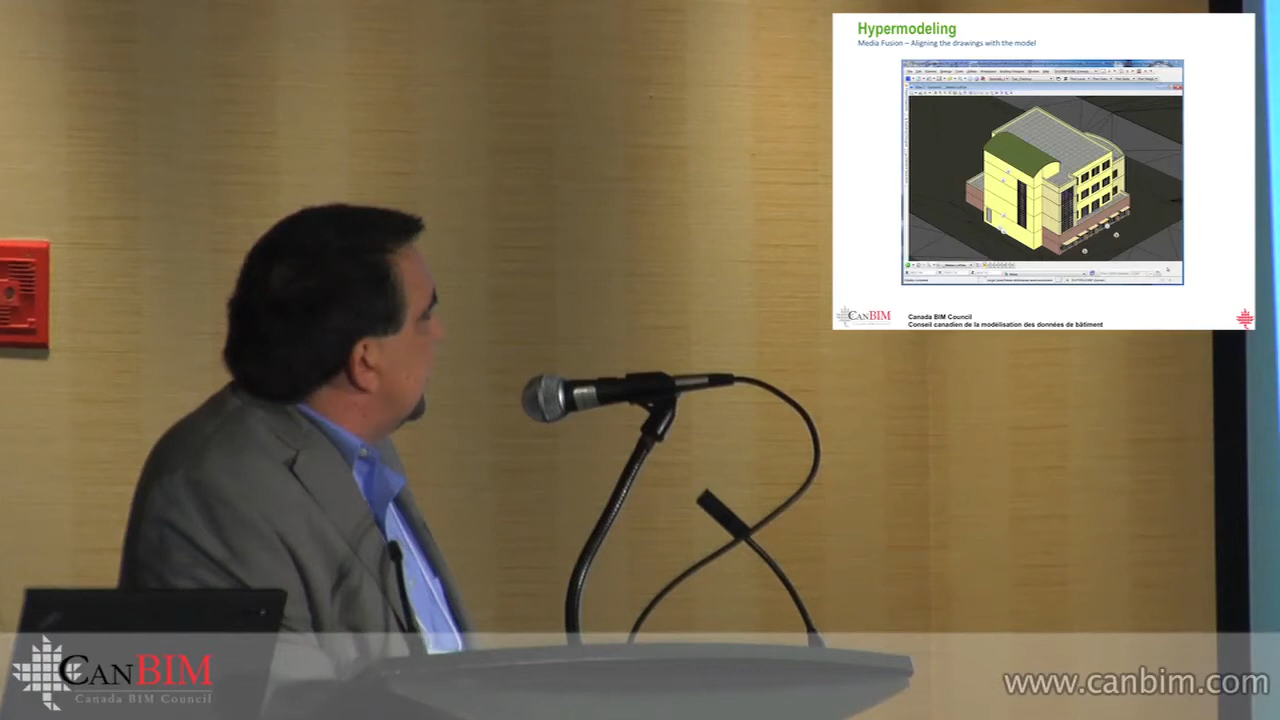 Hypermodeling
Media Fusion – Aligning the drawings with the model
CanBIM
Canada BIM Council
Conseil canadien de la modélisation des données de bâtiment
CanBIM
Canada BIM Council
www.canbim.com